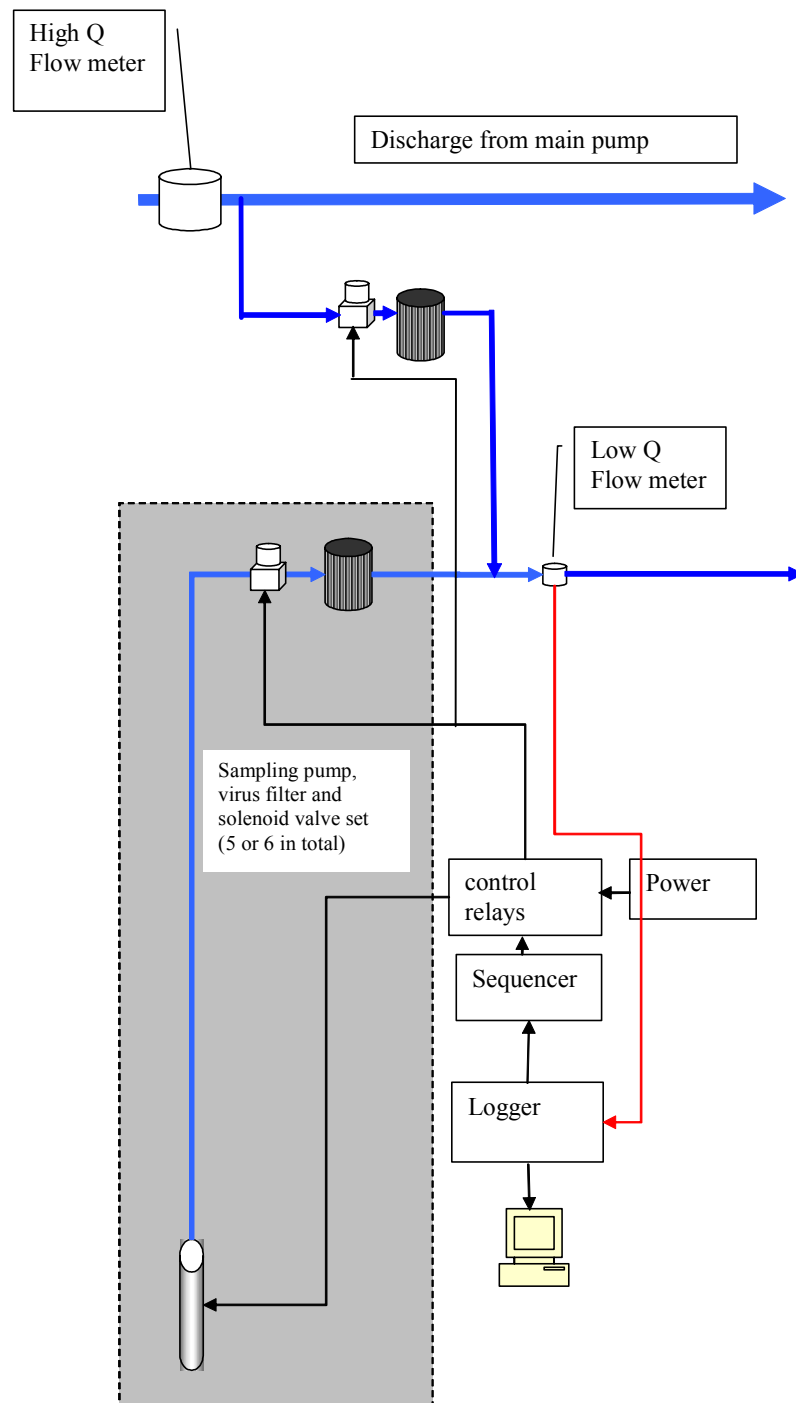 High Q
Flow meter
Discharge from main pump
Low Q
Flow meter
Sampling pump,
virus filter and
solenoid valve set
(5 or 6 in total)
control
relays
Power
Sequencer
Logger